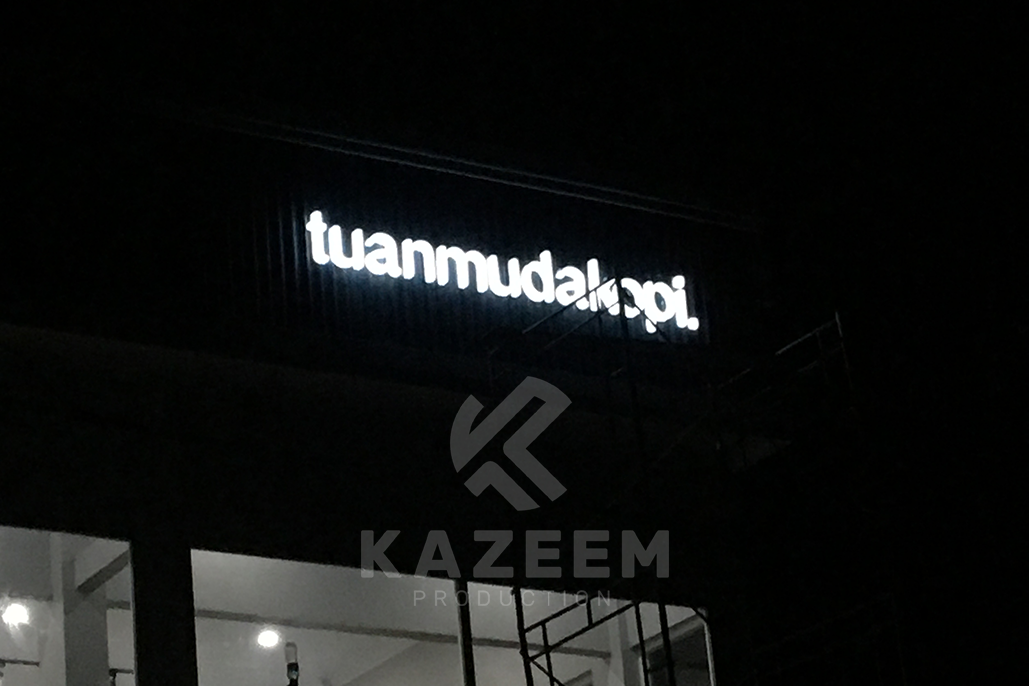 tuanmudakopi.
KAZEEM
PRODUCTION